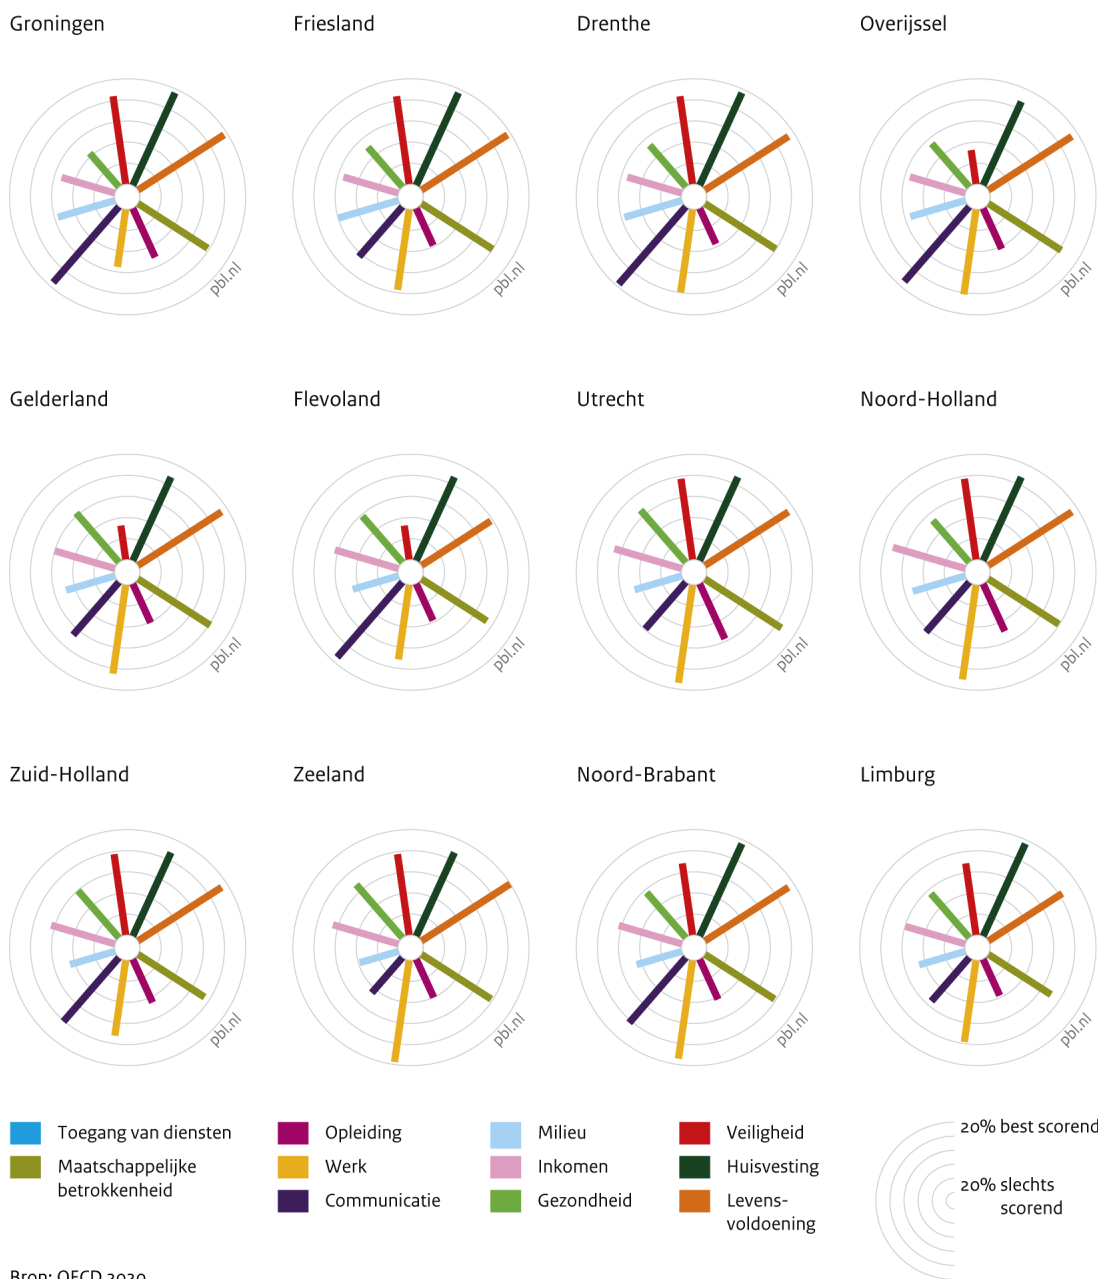 Groningen
Friesland
Drenthe
Overijssel
pbl.nl
pbl.nl
pbl.nl
pbl.nl
Gelderland
Flevoland
Utrecht
Noord-Holland
pbl.nl
pbl.nl
pbl.nl
pbl.nl
Zuid-Holland
Zeeland
Noord-Brabant
Limburg
pbl.nl
pbl.nl
pbl.nl
pbl.nl
Toegang van diensten
Maatschappelijke
betrokkenheid
Opleiding
Werk
Communicatie
Milieu
Inkomen
Gezondheid
Veiligheid
Huisvesting
Levens-
voldoening
20% best scorend
20% slechts
scorend
Bron: OECD 2020